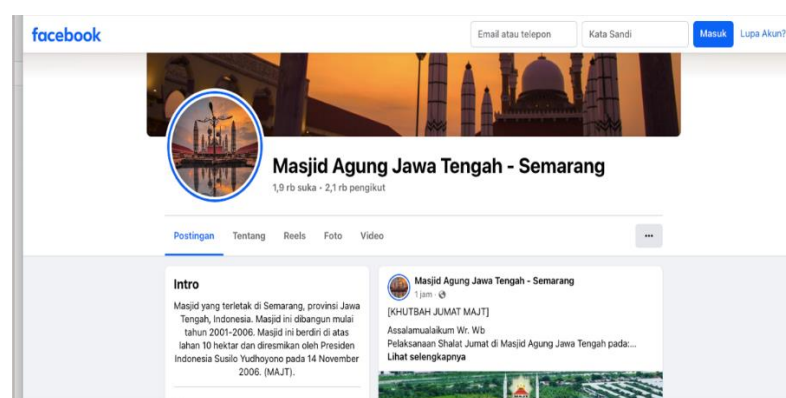 facebook
Email atau telepon
Kata Sandi
Masuk
Lupa Akun?
Masjid Agung Jawa Tengah - Semarang
1,9 rb suka • 2,1 rb pengikut
Postingan
Tentang
Reels
Foto
Video
Intro
Masjid yang terletak di Semarang, provinsi Jawa
Tengah, Indonesia. Masjid ini dibangun mulai
tahun 2001-2006. Masjid ini berdiri di atas
lahan 10 hektar dan diresmikan oleh Presiden
Indonesia Susilo Yudhoyono pada 14 November
2006. (MAJT).
Masjid Agung Jawa Tengah - Semarang
1 jam ·
[KHUTBAH JUMAT MAJT]
Assalamualaikum Wr. Wb
Pelaksanaan Shalat Jumat di Masjid Agung Jawa Tengah pada:...
Lihat selengkapnya